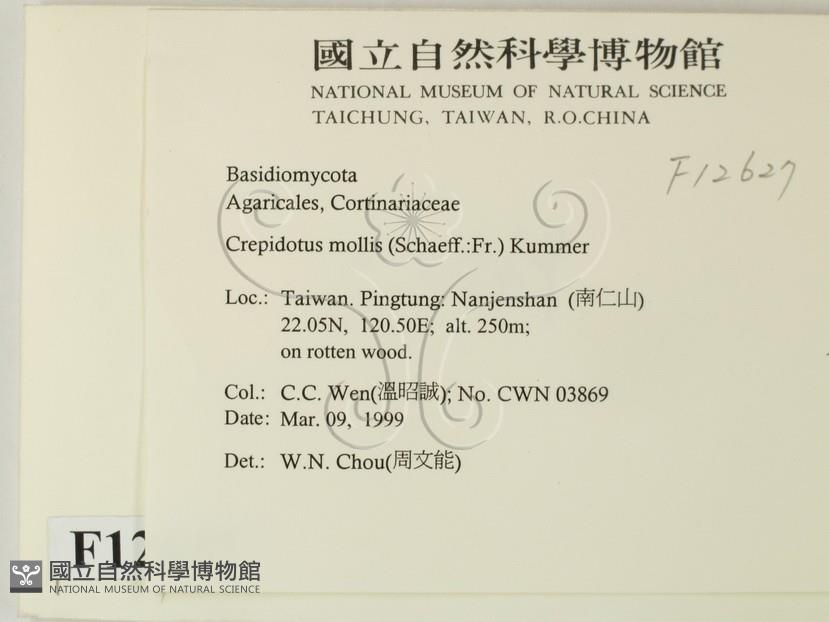 國立自然科學博物館
NATIONAL MUSEUM OF NATURAL SCIENCE
TAICHUNG, TAIWAN, R.O.CHINA
F12627
Basidiomycota
Agaricales, Cortinariaceae
Crepidotus mollis (Schaeff.:Fr.) Kummer
Loc.: Taiwan. Pingtung: Nanjenshan (南仁山)
22.05N, 120.50E; alt. 250m;
on rotten wood.
Col.: C.C. Wen(溫昭誠); No. CWN 03869
Date: Mar. 09, 1999
Det.: W.N. Chou(周文能)
F12
國立自然科學博物館
NATIONAL MUSEUM OF NATURAL SCIENCE